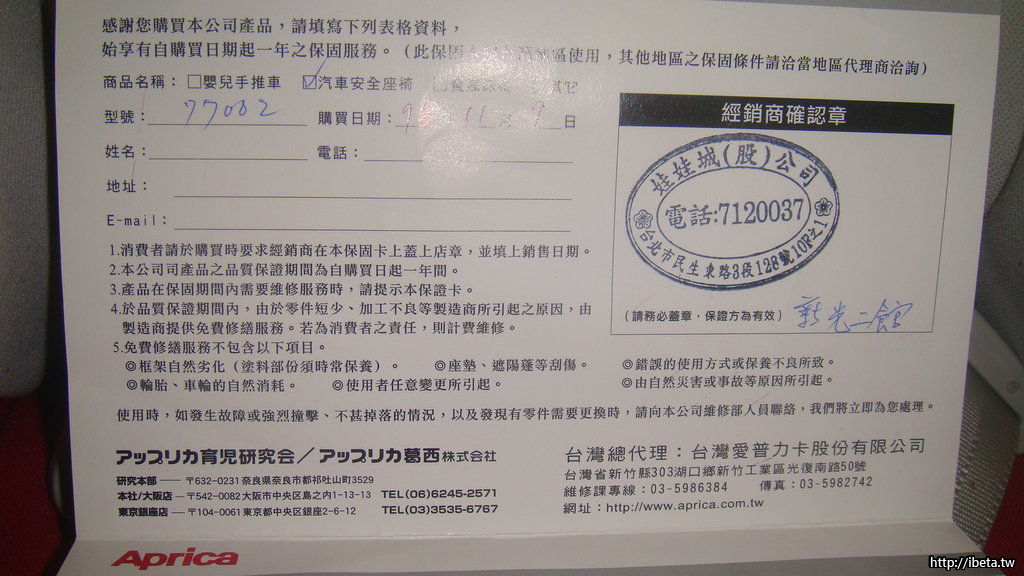 感謝您購買本公司產品，請填寫下列表格資料，
始享有自購買日期起一年之保固服務。（此保固 區使用，其他地區之保固條件請洽當地區代理商洽詢）
商品名稱：□嬰兒手推車 ☑汽車安全座椅 其它
型號：77002 購買日期：9 11 月 9 日
姓名： 電話：
地址：
E-mail：
1.消費者請於購買時要求經銷商在本保固卡上蓋上店章，並填上銷售日期。
2.本公司司產品之品質保證期間為自購買日起一年間。
3.產品在保固期間內需要維修服務時，請提示本保證卡。
4.於品質保證期間內，由於零件短少、加工不良等製造商所引起之原因，由
製造商提供免費修繕服務。若為消費者之責任，則計費維修。
5.免費修繕服務不包含以下項目。
◎框架自然劣化（塗料部份須時常保養）。 ◎座墊、遮陽蓬等刮傷。 ◎錯誤的使用方式或保養不良所致。
◎輪胎、車輪的自然消耗。 ◎使用者任意變更所引起。 ◎由自然災害或事故等原因所引起。
使用時，如發生故障或強烈撞擊、不甚掉落的情況，以及發現有零件需要更換時，請向本公司維修部人員聯絡，我們將立即為您處理。
經銷商確認章
娃娃城(股)公司
電話:7120037
台北市民生東路3段128號10F之1
（請務必蓋章，保證方為有效） 新光二館
アップリカ育児研究会／アップリカ葛西株式会社
研究本部 — 〒632-0231 奈良県奈良市都祁吐山町3529
本社/大阪店 — 〒542-0082 大阪市中央区島之内1-13-13 TEL(06)6245-2571
東京銀座店 — 〒104-0061 東京都中央区銀座2-6-12 TEL(03)3535-6767
台灣總代理：台灣愛普力卡股份有限公司
台灣省新竹縣303湖口鄉新竹工業區光復南路50號
維修課專線：03-5986384 傳真：03-5982742
網址：http://www.aprica.com.tw
Aprica
http://ibeta.tw